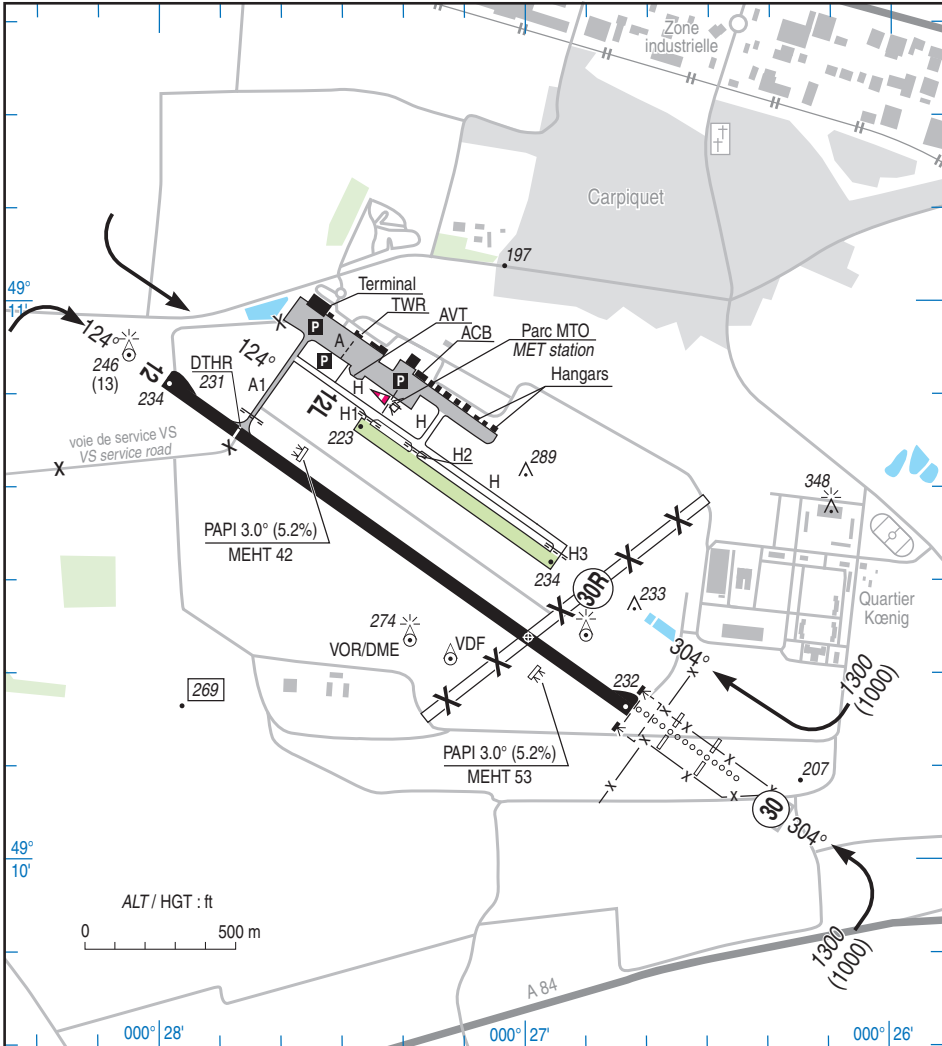 Zone
industrielle
Carpiquet
197
49°
11'
Terminal
TWR
AVT
ACB
Parc MTO
MET station
Hangars
P
A
P
P
124°
246
(13)
12
234
DTHR
231
A1
124°
12L
H
H
H1
223
H2
H
H3
234
289
348
voie de service VS
VS service road
X
X
X
PAPI 3.0° (5.2%)
MEHT 42
30R
233
Quartier
Kœnig
274
VOR/DME
VDF
269
232
304°
1300
(1000)
PAPI 3.0° (5.2%)
MEHT 53
207
30
304°
49°
10'
1300
(1000)
ALT / HGT : ft
0
500 m
A 84
000° 28'
000° 27'
000° 26'